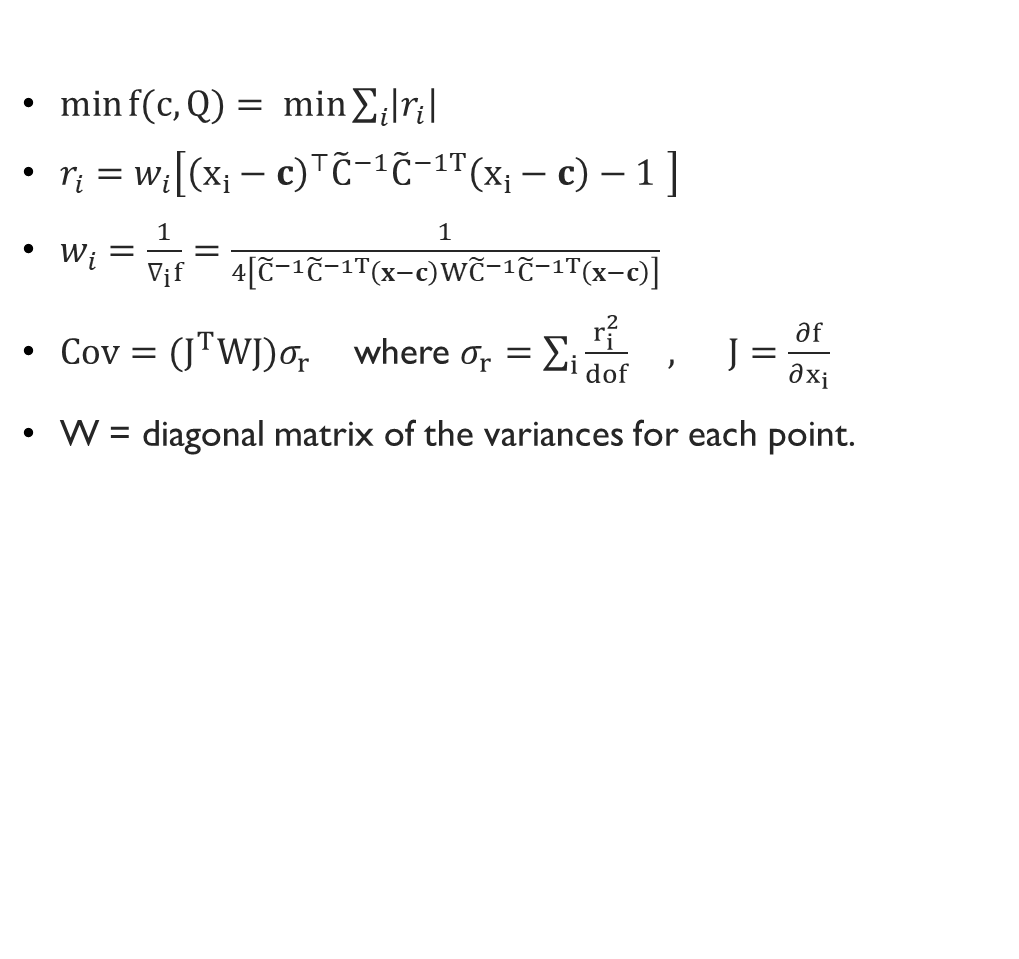 • min f(c, Q) = min ∑ᵢ|rᵢ|
• rᵢ = wᵢ[(xᵢ − c)ᵀC̃⁻¹C̃⁻¹ᵀ(xᵢ − c) − 1 ]
• wᵢ = 1/∇ᵢf = 1/4[C̃⁻¹C̃⁻¹ᵀ(x−c)WC̃⁻¹C̃⁻¹ᵀ(x−c)]
• Cov = (JᵀWJ)σᵣ where σᵣ = ∑ᵢ rᵢ²/dof , J = ∂f/∂xᵢ
• W = diagonal matrix of the variances for each point.